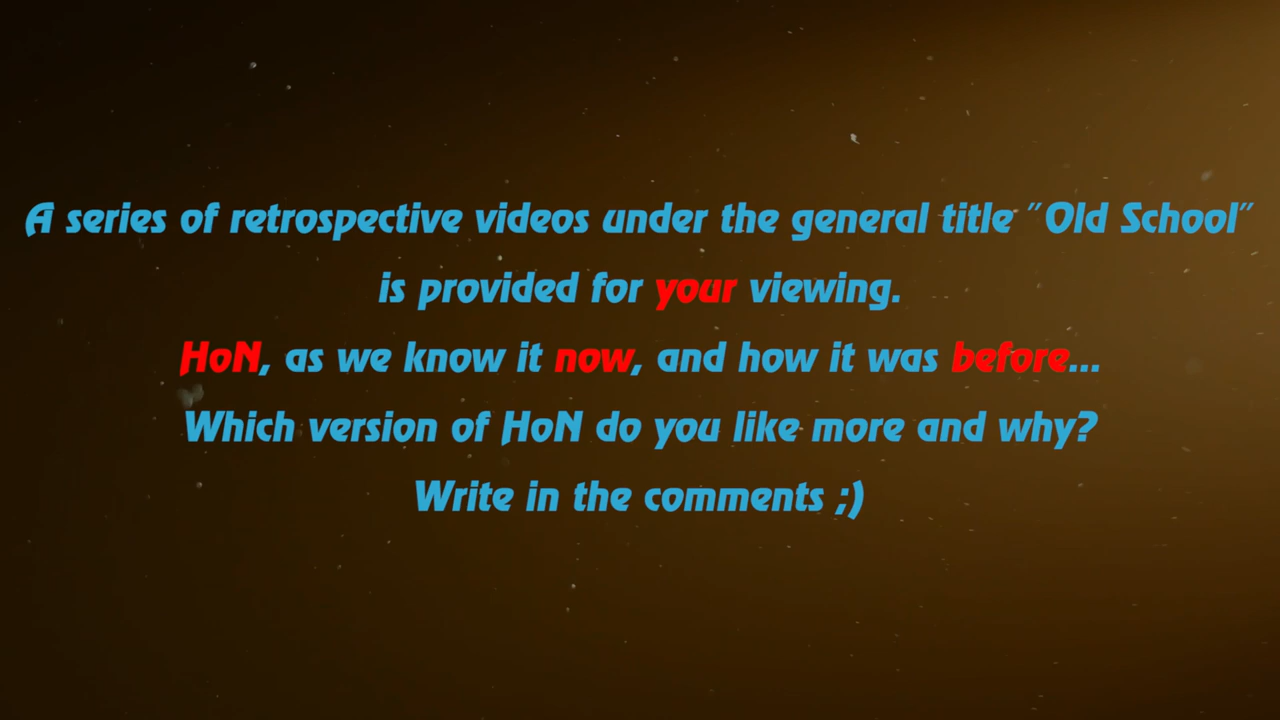 A series of retrospective videos under the general title "Old School"
is provided for your viewing.
HoN, as we know it now, and how it was before...
Which version of HoN do you like more and why?
Write in the comments ;)